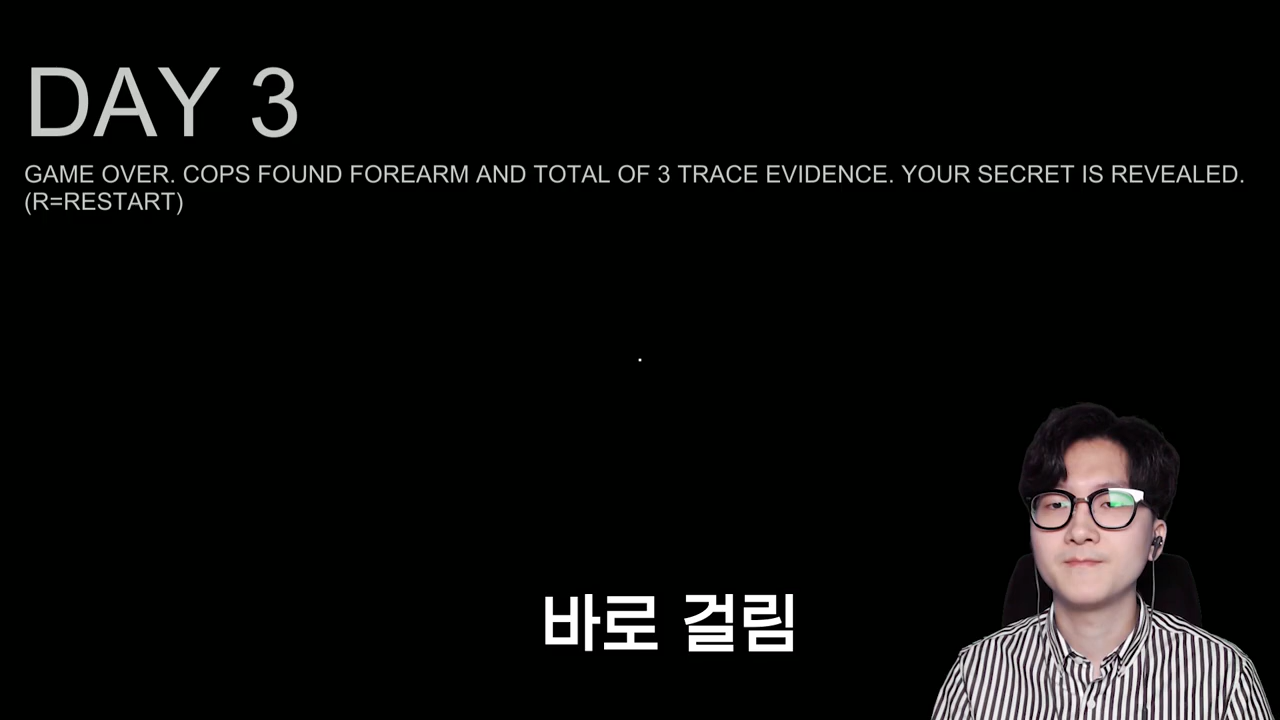 DAY 3
GAME OVER. COPS FOUND FOREARM AND TOTAL OF 3 TRACE EVIDENCE. YOUR SECRET IS REVEALED.
(R=RESTART)
바로 걸림